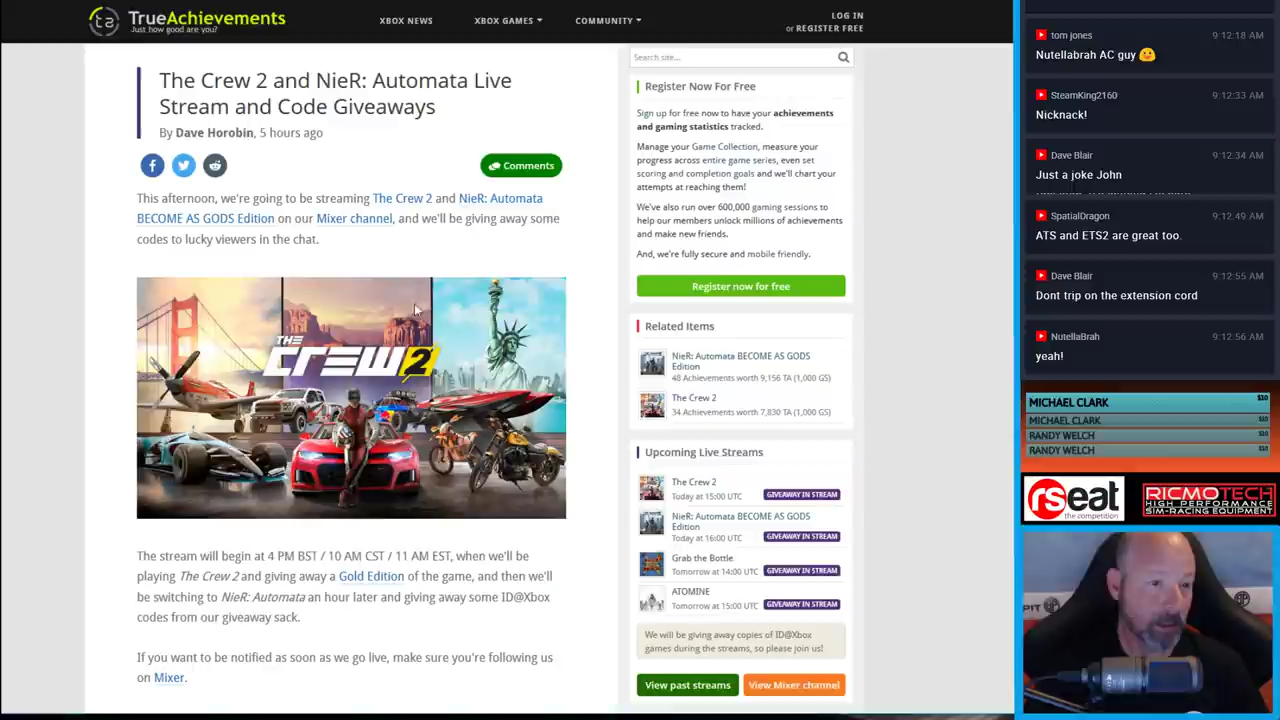 TrueAchievements
Just how good are you?
XBOX NEWS
XBOX GAMES
COMMUNITY
LOG IN
or REGISTER FREE
The Crew 2 and NieR: Automata Live
Stream and Code Giveaways
By Dave Horobin, 5 hours ago
Comments
This afternoon, we're going to be streaming The Crew 2 and NieR: Automata
BECOME AS GODS Edition on our Mixer channel, and we'll be giving away some
codes to lucky viewers in the chat.
THE
CREW 2
The stream will begin at 4 PM BST / 10 AM CST / 11 AM EST, when we'll be
playing The Crew 2 and giving away a Gold Edition of the game, and then we'll
be switching to NieR: Automata an hour later and giving away some ID@Xbox
codes from our giveaway sack.
If you want to be notified as soon as we go live, make sure you're following us
on Mixer.
Search site...
Register Now For Free
Sign up for free now to have your achievements
and gaming statistics tracked.
Manage your Game Collection, measure your
progress across entire game series, even set
scoring and completion goals and we'll chart your
attempts at reaching them!
We've also run over 600,000 gaming sessions to
help our members unlock millions of achievements
and make new friends.
And, we're fully secure and mobile friendly.
Register now for free
Related Items
NieR: Automata BECOME AS GODS
Edition
48 Achievements worth 9,156 TA (1,000 GS)
The Crew 2
34 Achievements worth 7,830 TA (1,000 GS)
Upcoming Live Streams
The Crew 2
Today at 15:00 UTC
GIVEAWAY IN STREAM
NieR: Automata BECOME AS GODS
Edition
Today at 16:00 UTC
GIVEAWAY IN STREAM
Grab the Bottle
Tomorrow at 14:00 UTC
GIVEAWAY IN STREAM
ATOMINE
Tomorrow at 15:00 UTC
GIVEAWAY IN STREAM
We will be giving away copies of ID@Xbox
games during the streams, so please join us!
View past streams
View Mixer channel
tom jones 9:12:18 AM
Nutellabrah AC guy
SteamKing2160 9:12:33 AM
Nicknack!
Dave Blair 9:12:34 AM
Just a joke John
SpatialDragon 9:12:49 AM
ATS and ETS2 are great too.
Dave Blair 9:12:55 AM
Dont trip on the extension cord
NutellaBrah 9:12:56 AM
yeah!
MICHAEL CLARK $10
MICHAEL CLARK $10
RANDY WELCH $10
RANDY WELCH $10
rseat
the competition
RICMOTECH
HIGH PERFORMANCE
SIM-RACING EQUIPMENT